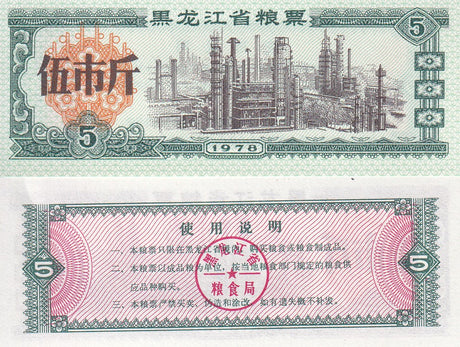 黑龙江省粮票
5
伍市斤
5
1978
使用说明
一、本粮票只限在黑龙江省境内，购买粮食或粮食制成品。
二、本粮票以成品粮为单位，按当地粮食部门规定的粮食供
应品种购买。
三、本粮票严禁买卖、伪造和涂改，如有遗失概不补发。
5
5
黑龙江省
粮食局